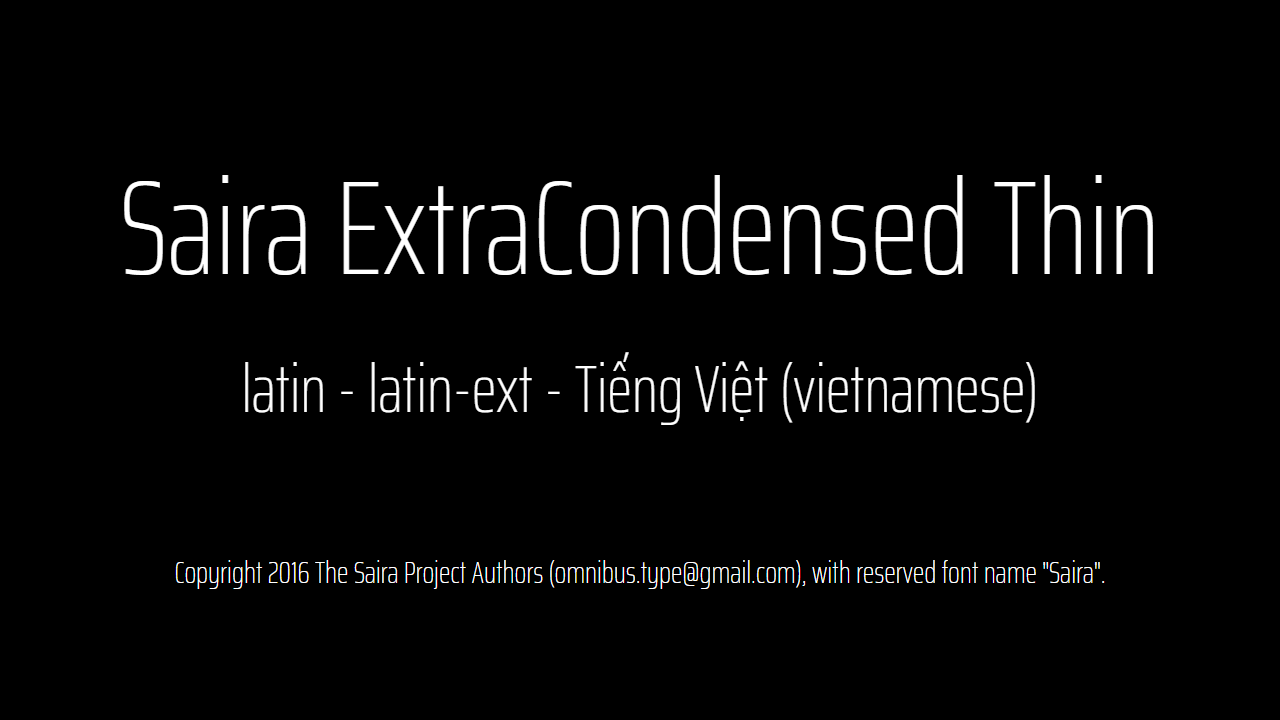 Saira ExtraCondensed Thin
latin - latin-ext - Tiếng Việt (vietnamese)
Copyright 2016 The Saira Project Authors (omnibus.type@gmail.com), with reserved font name "Saira".